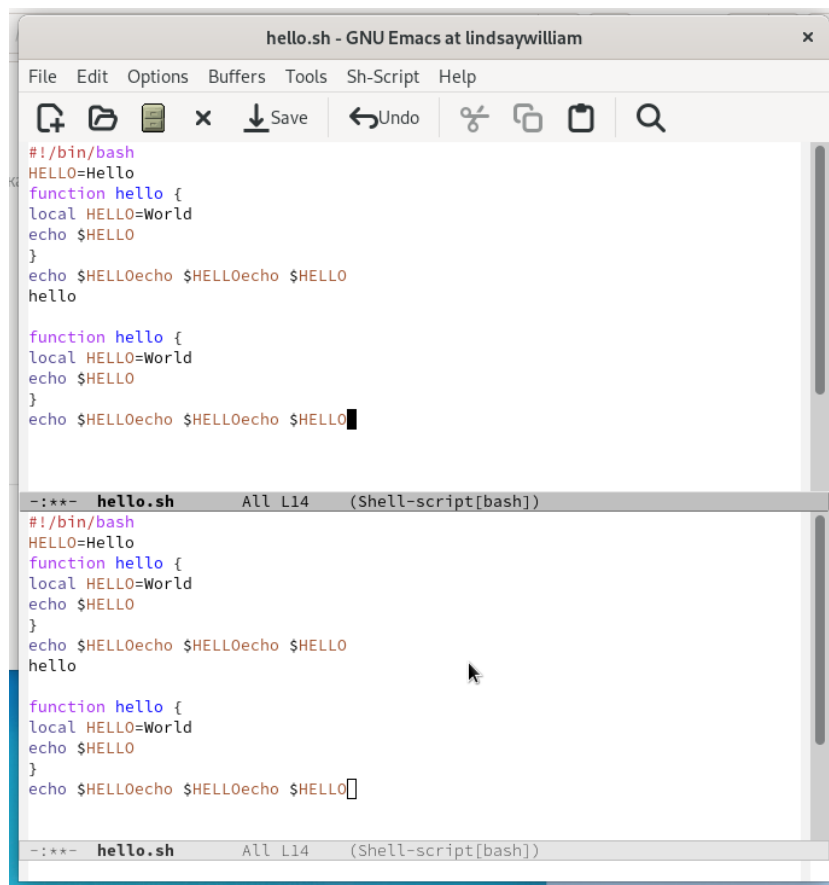 hello.sh - GNU Emacs at lindsaywilliam
File Edit Options Buffers Tools Sh-Script Help
Save Undo
#!/bin/bash
HELLO=Hello
function hello {
local HELLO=World
echo $HELLO
}
echo $HELLOecho $HELLOecho $HELLO
hello
function hello {
local HELLO=World
echo $HELLO
}
echo $HELLOecho $HELLOecho $HELLO
-:**- hello.sh All L14 (Shell-script[bash])
#!/bin/bash
HELLO=Hello
function hello {
local HELLO=World
echo $HELLO
}
echo $HELLOecho $HELLOecho $HELLO
hello
function hello {
local HELLO=World
echo $HELLO
}
echo $HELLOecho $HELLOecho $HELLO
-:**- hello.sh All L14 (Shell-script[bash])